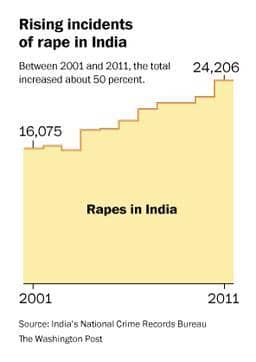 Rising incidents
of rape in India
Between 2001 and 2011, the total
increased about 50 percent.
24,206
16,075
Rapes in India
2001
2011
Source: India's National Crime Records Bureau
The Washington Post